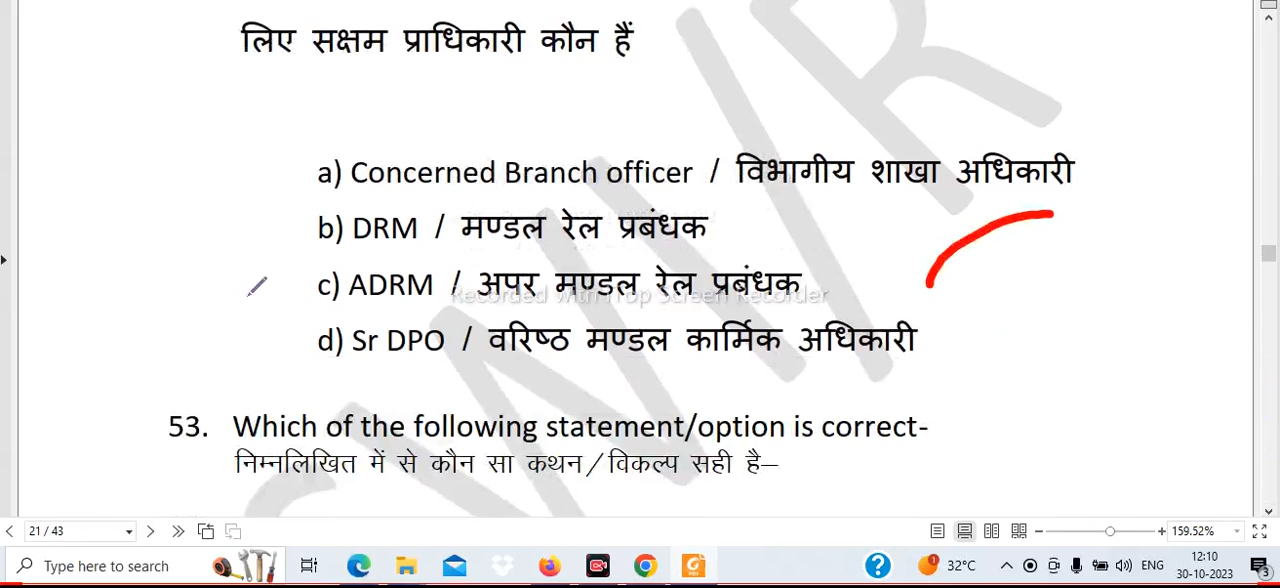 लिए सक्षम प्राधिकारी कौन हैं
a) Concerned Branch officer / विभागीय शाखा अधिकारी
b) DRM / मण्डल रेल प्रबंधक
c) ADRM / अपर मण्डल रेल प्रबंधक
d) Sr DPO / वरिष्ठ मण्डल कार्मिक अधिकारी
53. Which of the following statement/option is correct-
निम्नलिखित में से कौन सा कथन/विकल्प सही है–
21 / 43
159.52%
Type here to search
32°C
ENG
12:10
30-10-2023
3